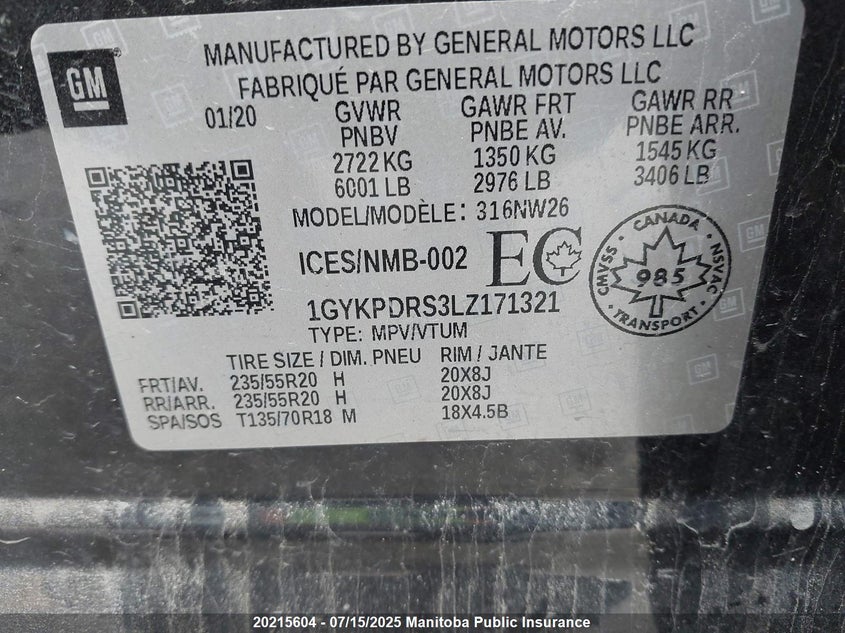 GM
MANUFACTURED BY GENERAL MOTORS LLC
FABRIQUÉ PAR GENERAL MOTORS LLC
01/20 GVWR GAWR FRT GAWR RR
PNBV PNBE AV. PNBE ARR.
2722 KG 1350 KG 1545 KG
6001 LB 2976 LB 3406 LB
MODEL/MODÈLE: 316NW26
ICES/NMB-002 EC
CANADA
CMVSS · 985 · NSVAC
TRANSPORT
1GYKPDRS3LZ171321
TYPE: MPV/VTUM
TIRE SIZE / DIM. PNEU RIM / JANTE
FRT/AV. 235/55R20 H 20X8J
RR/ARR. 235/55R20 H 20X8J
SPA/SOS T135/70R18 M 18X4.5B
20215604 - 07/15/2025 Manitoba Public Insurance